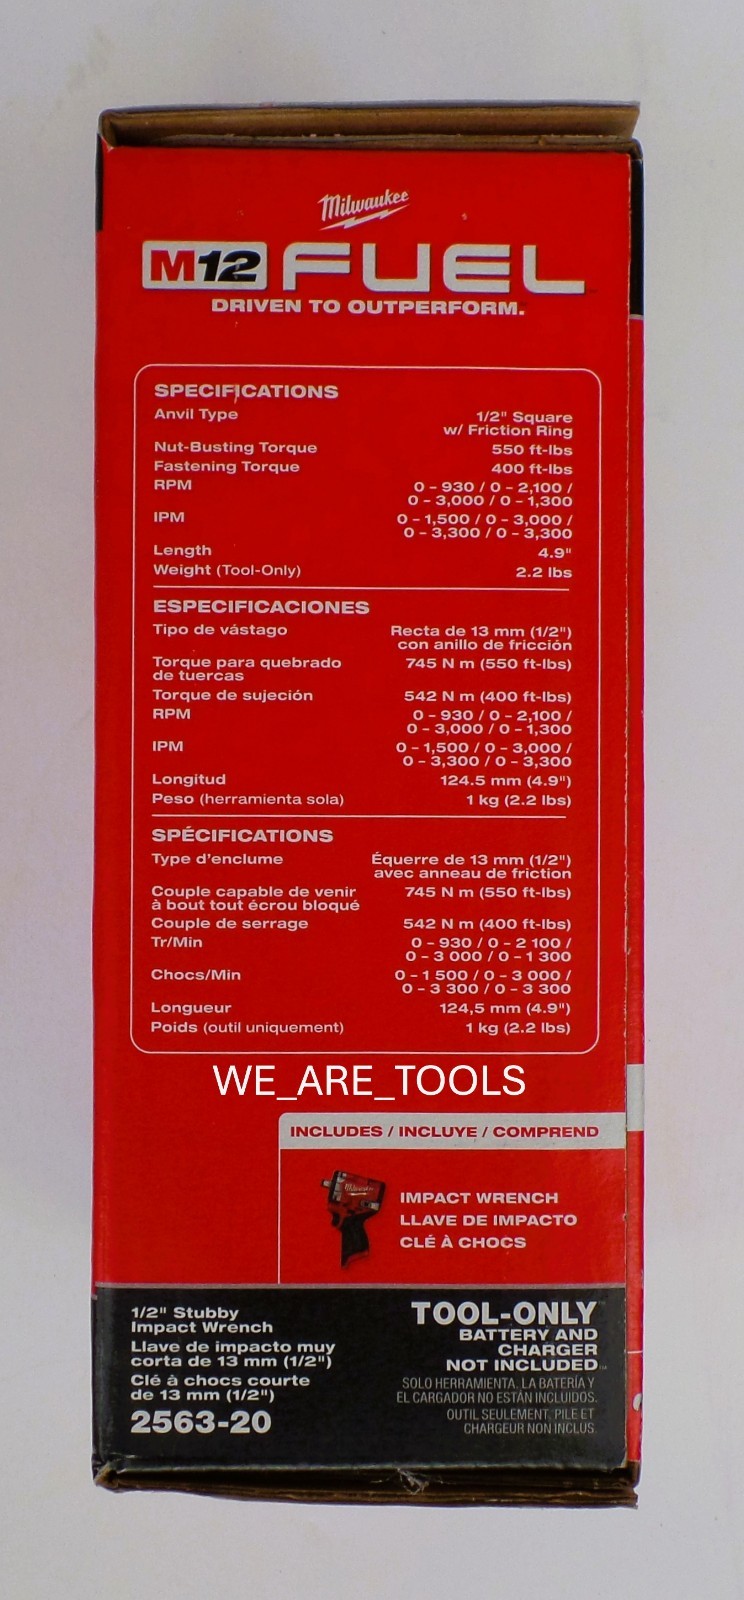 Milwaukee
M12 FUEL
DRIVEN TO OUTPERFORM.
SPECIFICATIONS
Anvil Type 1/2" Square
w/ Friction Ring
Nut-Busting Torque 550 ft-lbs
Fastening Torque 400 ft-lbs
RPM 0 – 930 / 0 – 2,100 /
0 – 3,000 / 0 – 1,300
IPM 0 – 1,500 / 0 – 3,000 /
0 – 3,300 / 0 – 3,300
Length 4.9"
Weight (Tool-Only) 2.2 lbs
ESPECIFICACIONES
Tipo de vástago Recta de 13 mm (1/2")
con anillo de fricción
Torque para quebrado 745 N m (550 ft-lbs)
de tuercas
Torque de sujeción 542 N m (400 ft-lbs)
RPM 0 – 930 / 0 – 2,100 /
0 – 3,000 / 0 – 1,300
IPM 0 – 1,500 / 0 – 3,000 /
0 – 3,300 / 0 – 3,300
Longitud 124.5 mm (4.9")
Peso (herramienta sola) 1 kg (2.2 lbs)
SPÉCIFICATIONS
Type d'enclume Équerre de 13 mm (1/2")
avec anneau de friction
Couple capable de venir 745 N m (550 ft-lbs)
à bout tout écrou bloqué
Couple de serrage 542 N m (400 ft-lbs)
Tr/Min 0 – 930 / 0 – 2 100 /
0 – 3 000 / 0 – 1 300
Chocs/Min 0 – 1 500 / 0 – 3 000 /
0 – 3 300 / 0 – 3 300
Longueur 124,5 mm (4.9")
Poids (outil uniquement) 1 kg (2.2 lbs)
WE_ARE_TOOLS
INCLUDES / INCLUYE / COMPREND
Milwaukee
IMPACT WRENCH
LLAVE DE IMPACTO
CLÉ À CHOCS
1/2" Stubby
Impact Wrench
Llave de impacto muy
corta de 13 mm (1/2")
Clé à chocs courte
de 13 mm (1/2")
2563-20
TOOL-ONLY
BATTERY AND
CHARGER
NOT INCLUDED™
SOLO HERRAMIENTA, LA BATERÍA Y
EL CARGADOR NO ESTÁN INCLUIDOS.
OUTIL SEULEMENT, PILE ET
CHARGEUR NON INCLUS.